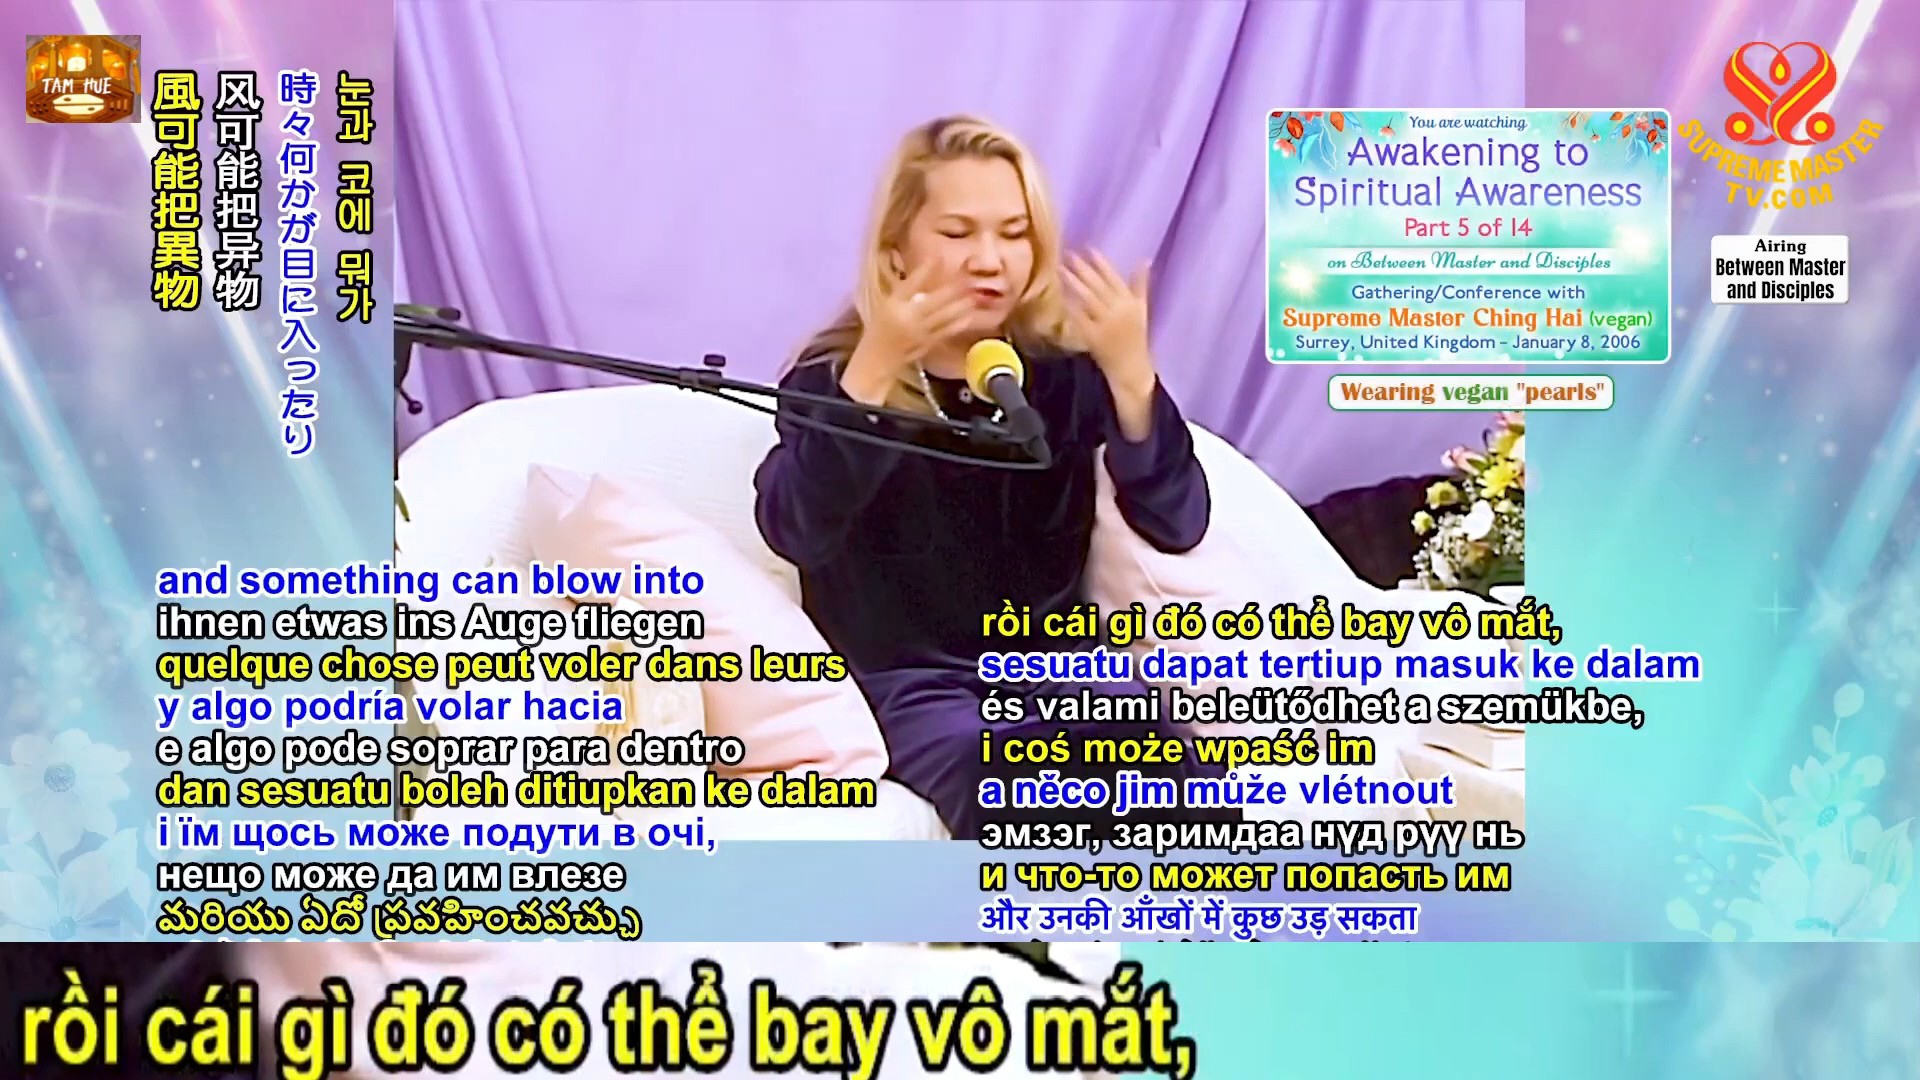 TAM HUE
風可能把異物
风可能把异物
時々何かが目に入ったり
눈과 코에 뭐가
You are watching
Awakening to
Spiritual Awareness
Part 5 of 14
on Between Master and Disciples
Gathering/Conference with
Supreme Master Ching Hai (vegan)
Surrey, United Kingdom – January 8, 2006
Wearing vegan "pearls"
SUPREME MASTER
TV.COM
Airing
Between Master
and Disciples
and something can blow into
ihnen etwas ins Auge fliegen
quelque chose peut voler dans leurs
y algo podría volar hacia
e algo pode soprar para dentro
dan sesuatu boleh ditiupkan ke dalam
і їм щось може подути в очі,
нещо може да им влезе
మరియు ఏదో ప్రవహించవచ్చు
rồi cái gì đó có thể bay vô mắt,
sesuatu dapat tertiup masuk ke dalam
és valami beleütődhet a szemükbe,
i coś może wpaść im
a něco jim může vlétnout
эмзэг, заримдаа нүд рүү нь
и что-то может попасть им
और उनकी आँखों में कुछ उड़ सकता
rồi cái gì đó có thể bay vô mắt,